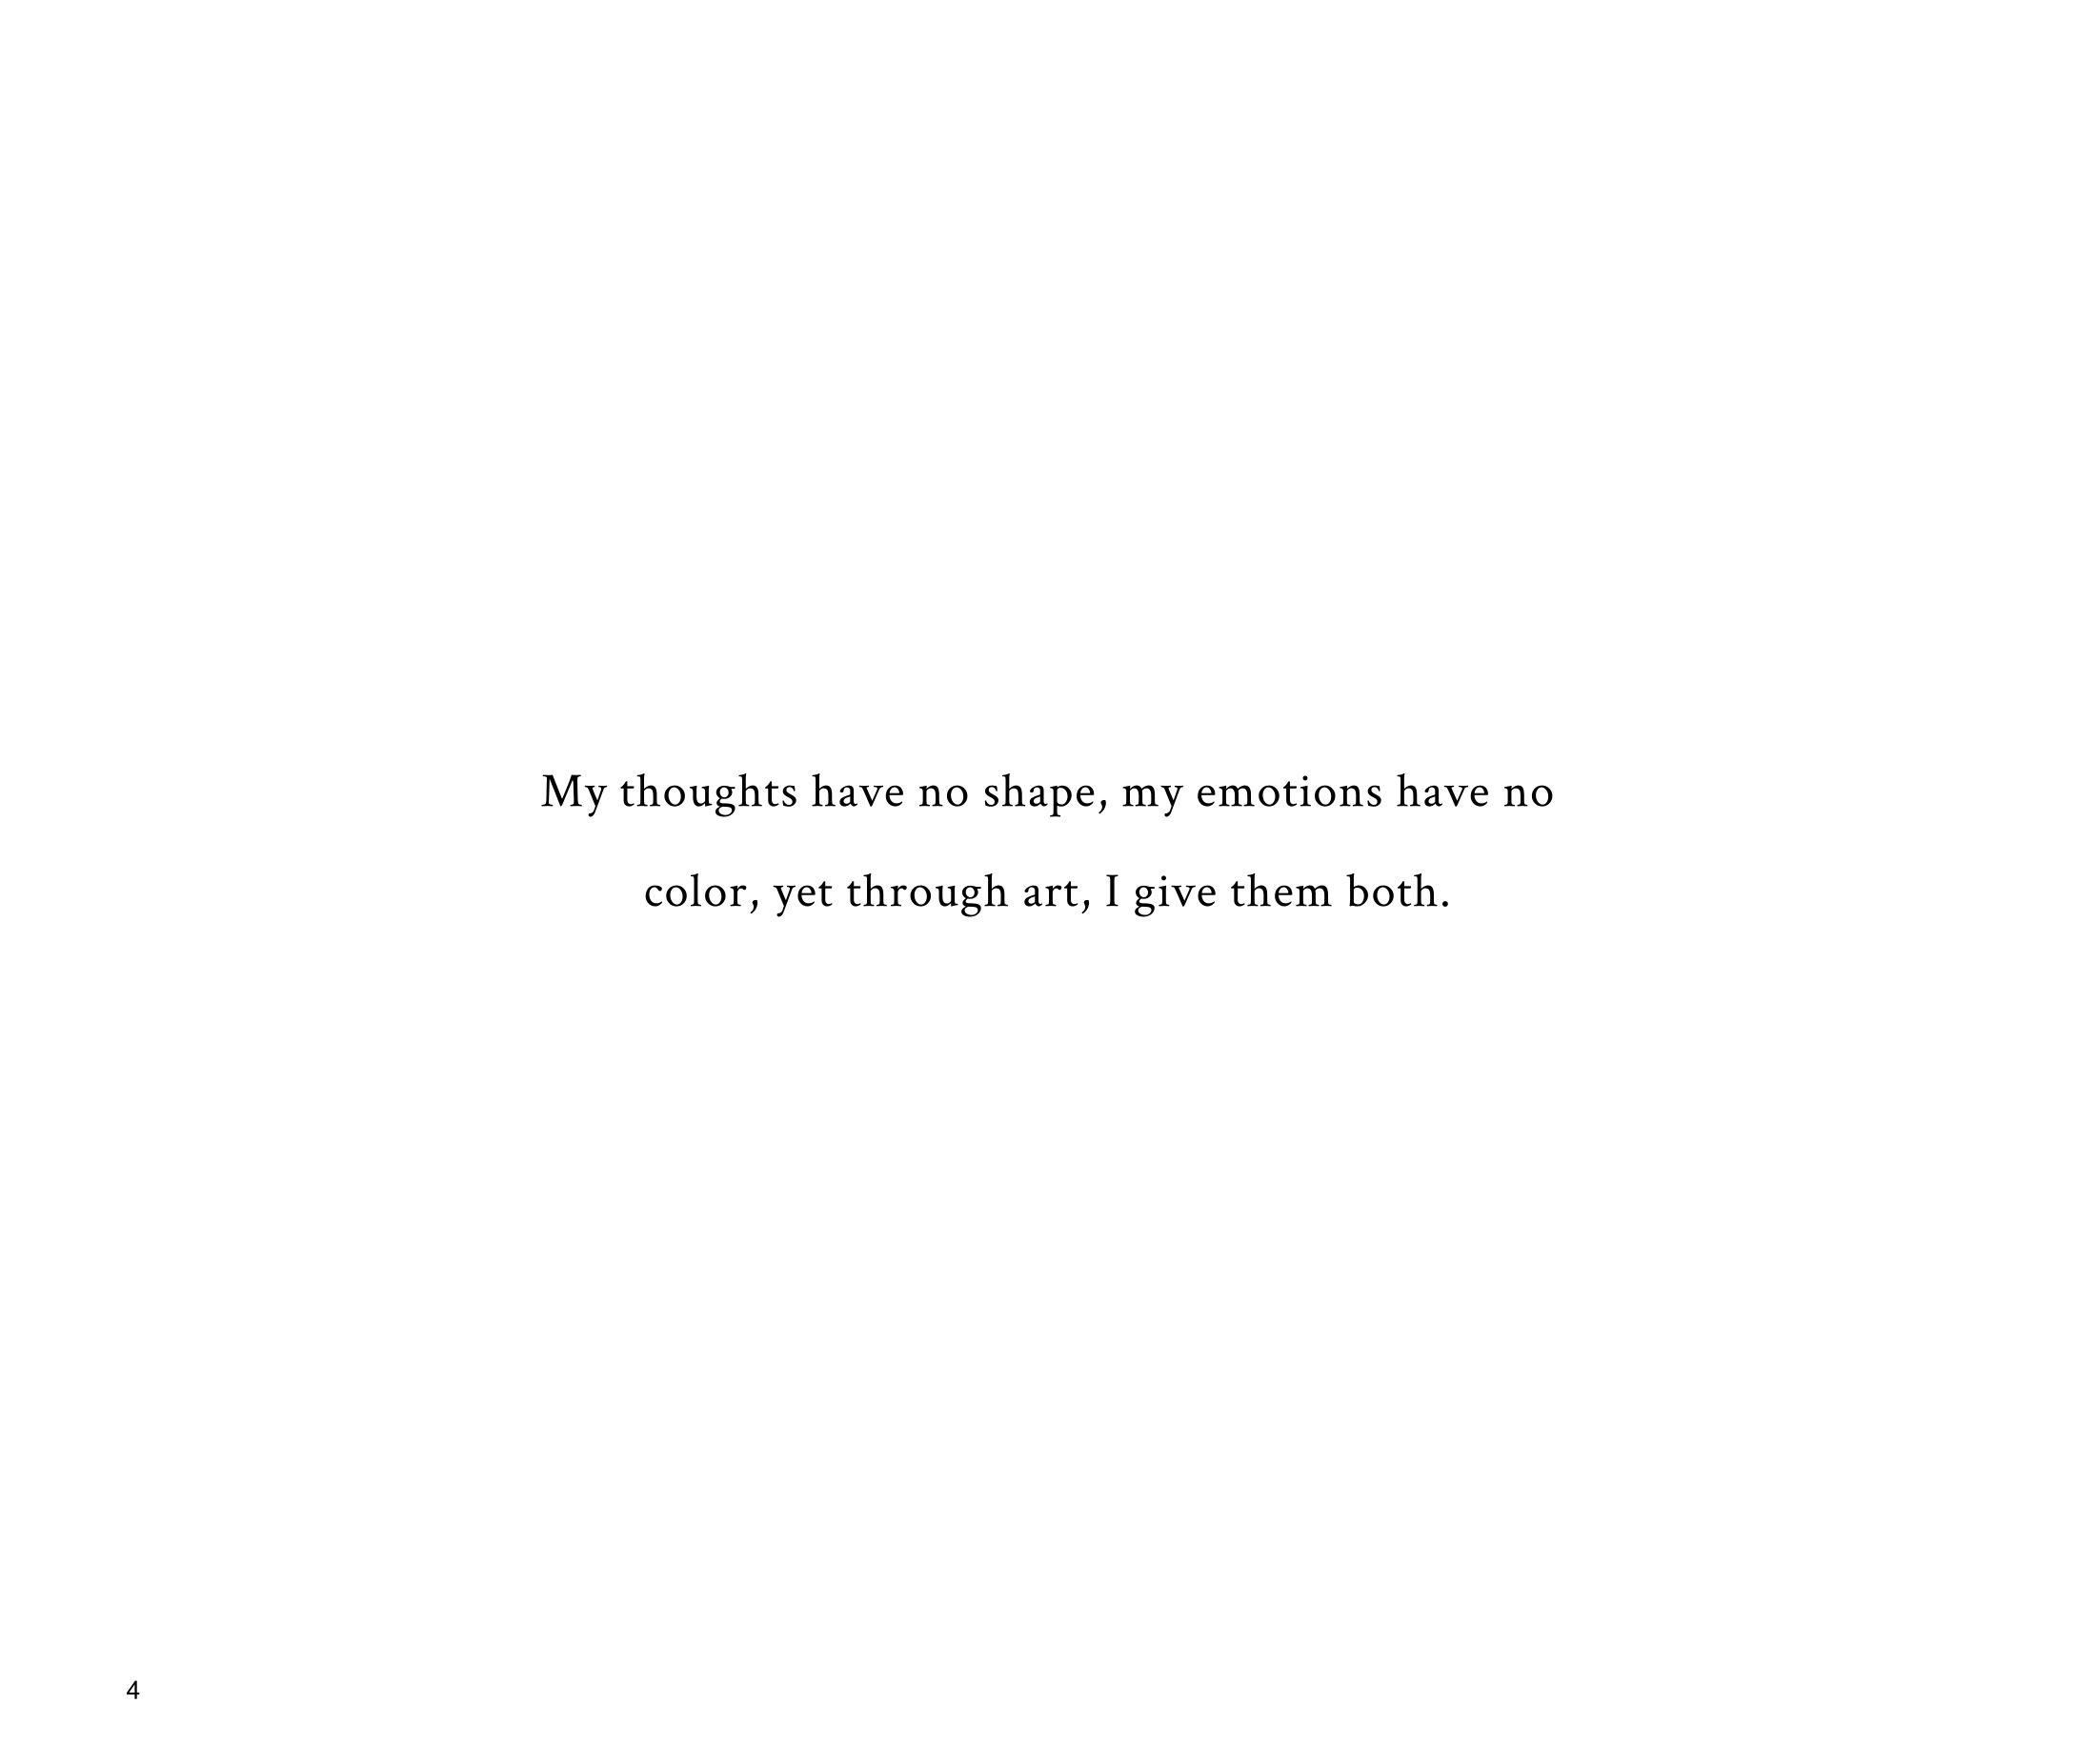 My thoughts have no shape, my emotions have no
color, yet through art, I give them both.
4